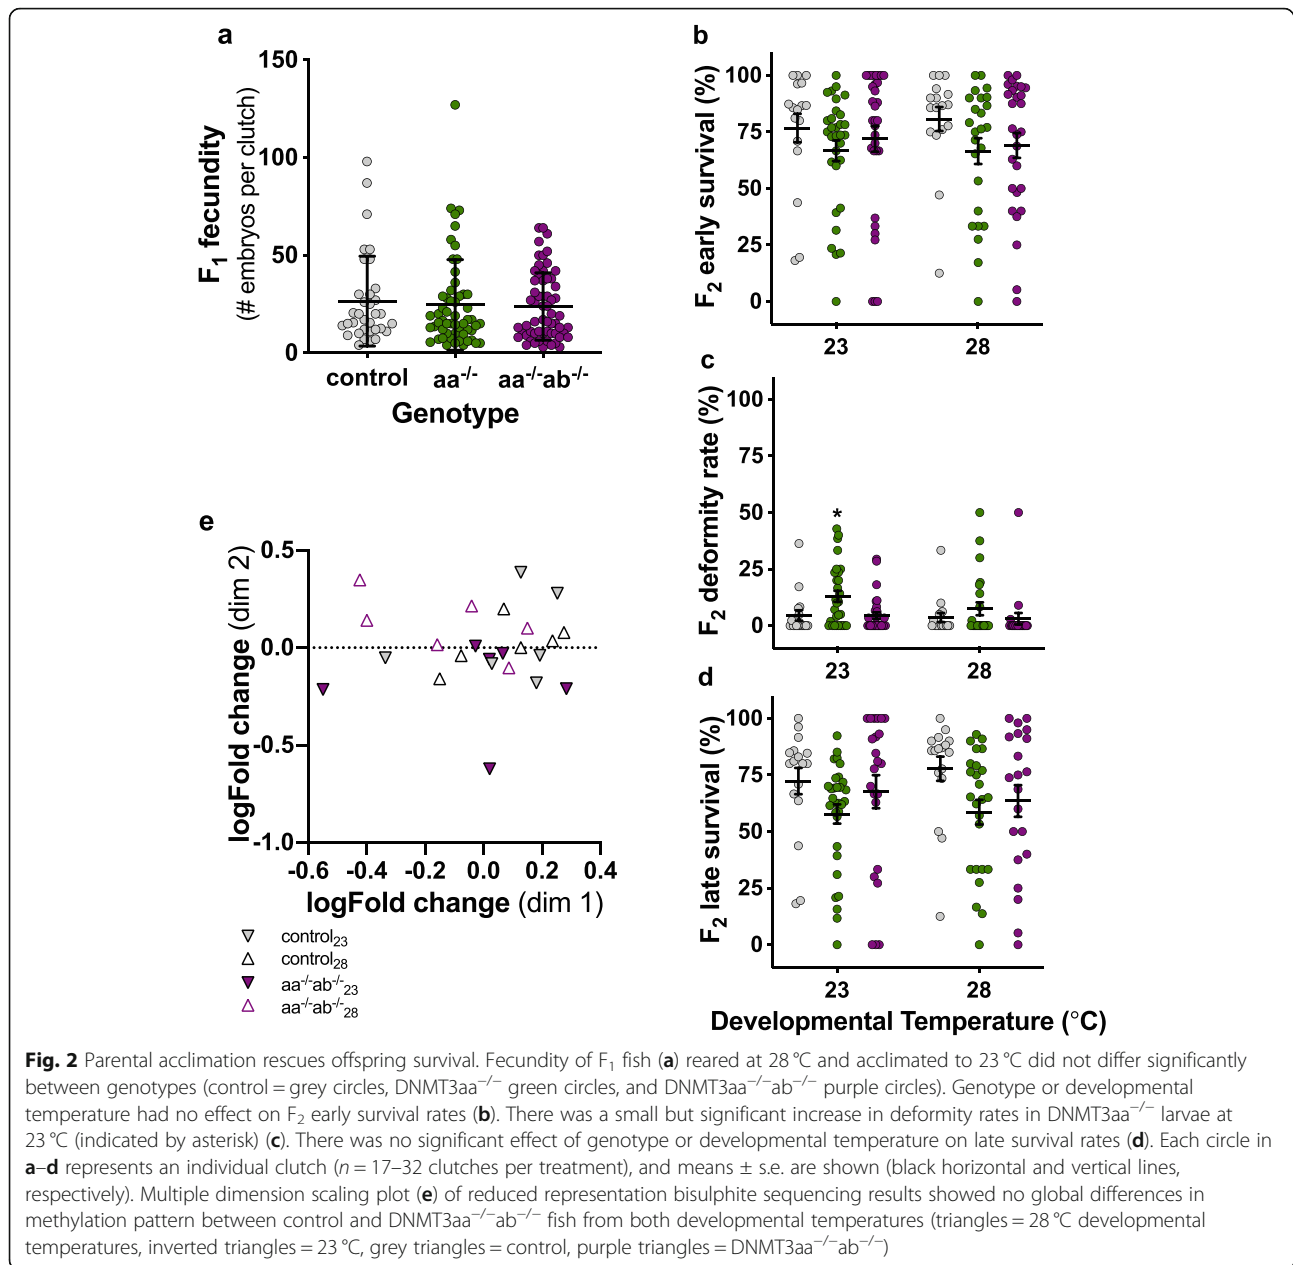 a
150
100
50
0
F1 fecundity
(# embryos per clutch)
control aa-/- aa-/-ab-/-
Genotype
b
100
75
50
25
0
F2 early survival (%)
23 28
c
100
75
50
25
0
F2 deformity rate (%)
*
23 28
d
100
75
50
25
0
F2 late survival (%)
23 28
Developmental Temperature (°C)
e
0.5
0.0
-0.5
-1.0
logFold change (dim 2)
-0.6 -0.4 -0.2 0.0 0.2 0.4
logFold change (dim 1)
control23
control28
aa-/-ab-/-23
aa-/-ab-/-28
Fig. 2 Parental acclimation rescues offspring survival. Fecundity of F1 fish (a) reared at 28 °C and acclimated to 23 °C did not differ significantly
between genotypes (control = grey circles, DNMT3aa−/− green circles, and DNMT3aa−/−ab−/− purple circles). Genotype or developmental
temperature had no effect on F2 early survival rates (b). There was a small but significant increase in deformity rates in DNMT3aa−/− larvae at
23 °C (indicated by asterisk) (c). There was no significant effect of genotype or developmental temperature on late survival rates (d). Each circle in
a–d represents an individual clutch (n = 17–32 clutches per treatment), and means ± s.e. are shown (black horizontal and vertical lines,
respectively). Multiple dimension scaling plot (e) of reduced representation bisulphite sequencing results showed no global differences in
methylation pattern between control and DNMT3aa−/−ab−/− fish from both developmental temperatures (triangles = 28 °C developmental
temperatures, inverted triangles = 23 °C, grey triangles = control, purple triangles = DNMT3aa−/−ab−/−)